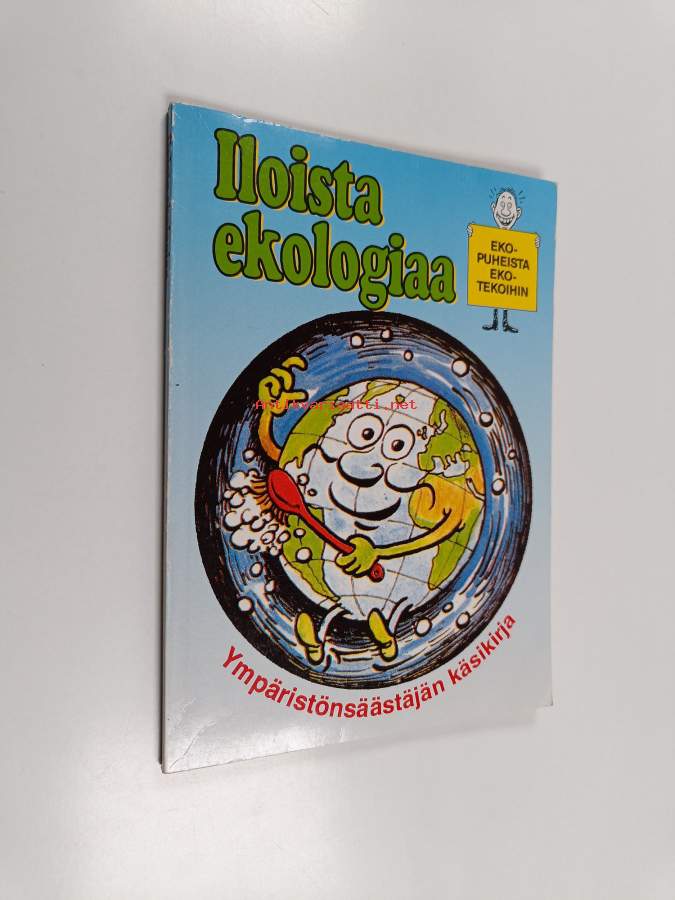 Iloista
ekologiaa
EKO-
PUHEISTA
EKO-
TEKOIHIN
Antikvariaatti.net
Ympäristönsäästäjän käsikirja